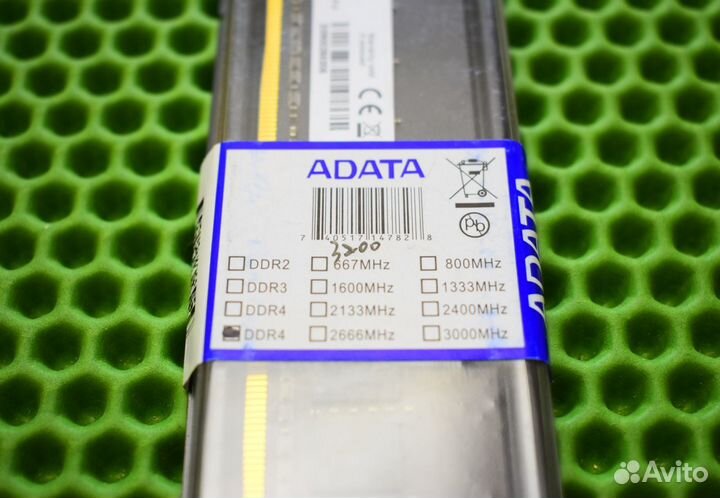 ADATA
7 40517 14782 8
3200
DDR2 667MHz 800MHz
DDR3 1600MHz 1333MHz
DDR4 2133MHz 2400MHz
DDR4 2666MHz 3000MHz
Pb
CE
ADATA
Avito